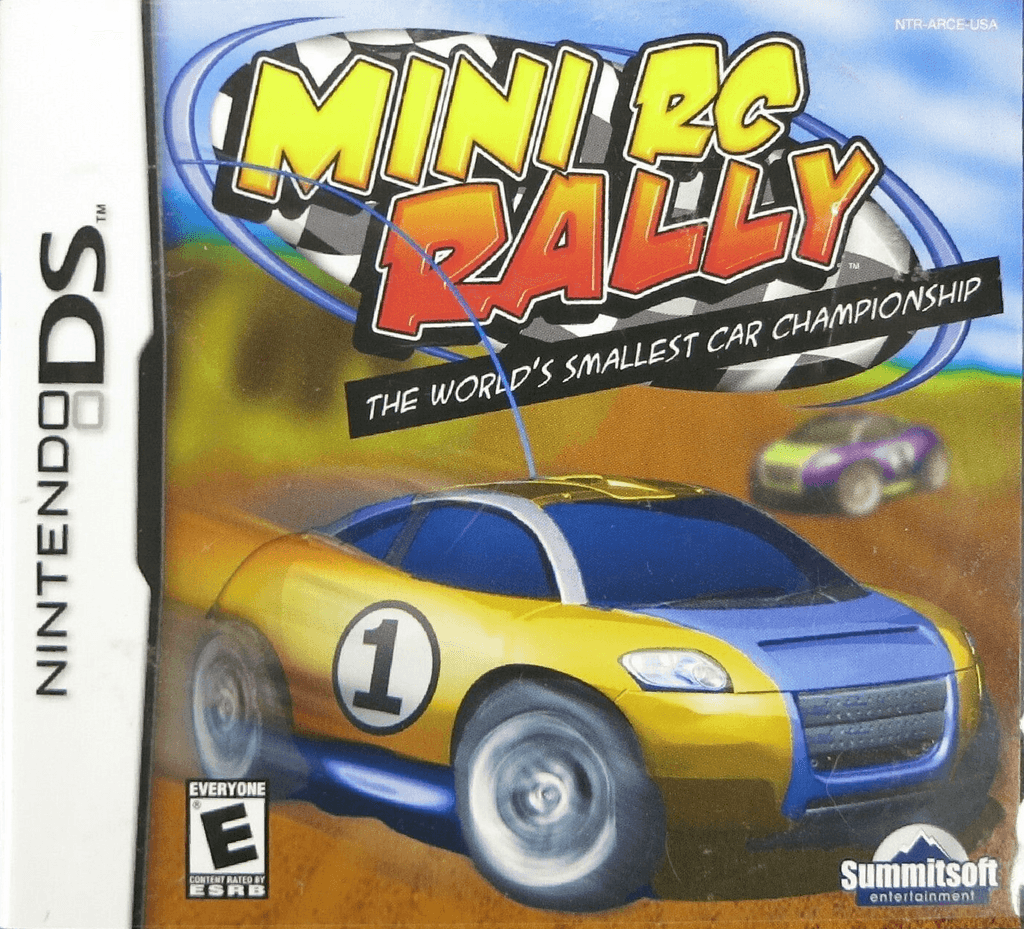 NTR-ARCE-USA
MINI RC
RALLY™
THE WORLD'S SMALLEST CAR CHAMPIONSHIP
NINTENDO DS™
1
EVERYONE
E®
CONTENT RATED BY
ESRB
Summitsoft
entertainment